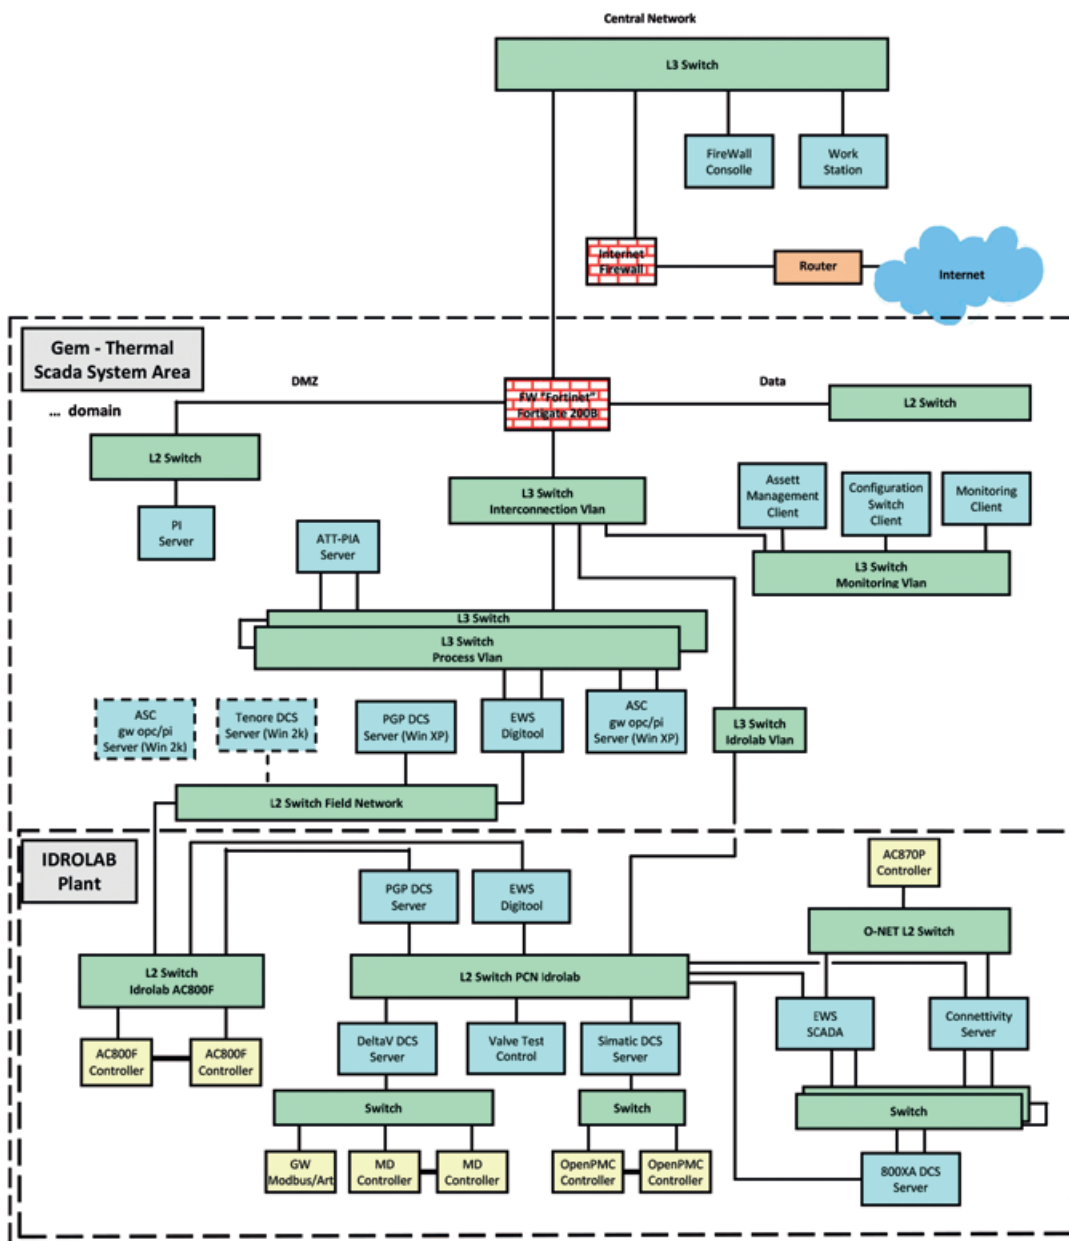 Central Network
L3 Switch
FireWall
Consolle
Work
Station
Internet
Firewall
Router
Internet
Gem - Thermal
Scada System Area
DMZ
FW "Fortinet"
Fortigate 200B
Data
L2 Switch
... domain
L2 Switch
PI
Server
L3 Switch
Interconnection Vlan
Assett
Management
Client
Configuration
Switch
Client
Monitoring
Client
ATT-PIA
Server
L3 Switch
Monitoring Vlan
L3 Switch
L3 Switch
Process Vlan
ASC
gw opc/pi
Server (Win 2k)
Tenore DCS
Server (Win 2k)
PGP DCS
Server (Win XP)
EWS
Digitool
ASC
gw opc/pi
Server (Win XP)
L3 Switch
Idrolab Vlan
L2 Switch Field Network
IDROLAB
Plant
PGP DCS
Server
EWS
Digitool
AC870P
Controller
O-NET L2 Switch
L2 Switch
Idrolab AC800F
L2 Switch PCN Idrolab
EWS
SCADA
Connettivity
Server
AC800F
Controller
AC800F
Controller
DeltaV DCS
Server
Valve Test
Control
Simatic DCS
Server
Switch
Switch
Switch
GW
Modbus/Art
MD
Controller
MD
Controller
OpenPMC
Controller
OpenPMC
Controller
800XA DCS
Server